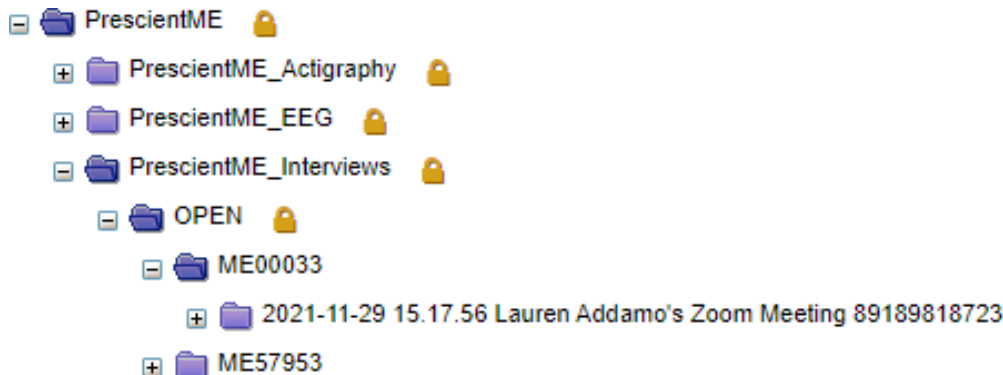 PrescientME
PrescientME_Actigraphy
PrescientME_EEG
PrescientME_Interviews
OPEN
ME00033
2021-11-29 15.17.56 Lauren Addamo's Zoom Meeting 89189818723
ME57953